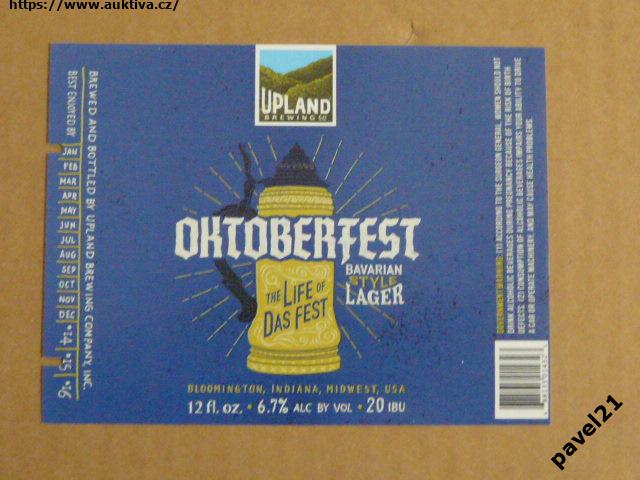 https://www.auktiva.cz/
UPLAND
BREWING CO
OKTOBERFEST
BAVARIAN
STYLE
LAGER
THE LIFE OF
DAS FEST
BLOOMINGTON, INDIANA, MIDWEST, USA
12 fl. oz. • 6.7% ALC BY VOL • 20 IBU
BREWED AND BOTTLED BY UPLAND BREWING COMPANY, INC.
BEST ENJOYED BY
JAN
FEB
MAR
APR
MAY
JUN
JUL
AUG
SEP
OCT
NOV
DEC
'14
'15
'16
GOVERNMENT WARNING: (1) ACCORDING TO THE SURGEON GENERAL, WOMEN SHOULD NOT
DRINK ALCOHOLIC BEVERAGES DURING PREGNANCY BECAUSE OF THE RISK OF BIRTH
DEFECTS. (2) CONSUMPTION OF ALCOHOLIC BEVERAGES IMPAIRS YOUR ABILITY TO DRIVE
A CAR OR OPERATE MACHINERY AND MAY CAUSE HEALTH PROBLEMS.
pavel21